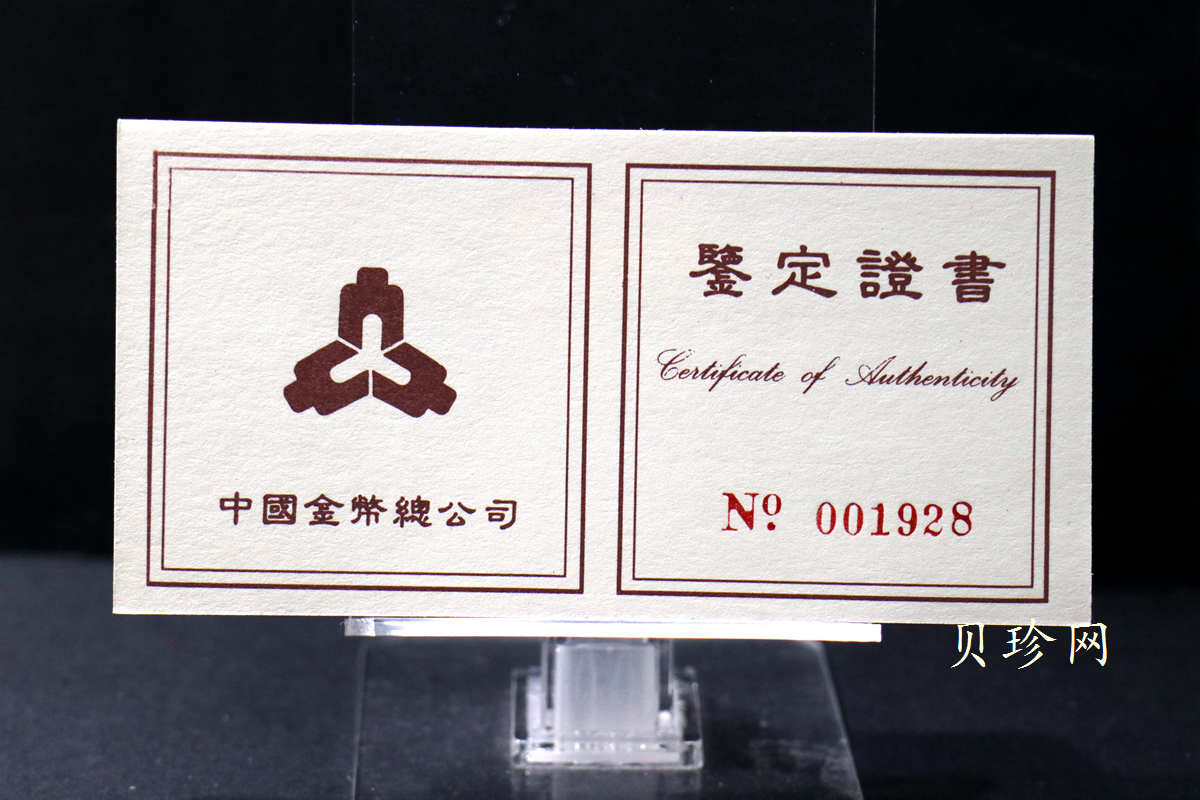 中國金幣總公司
鑒定證書
Certificate of Authenticity
Nº 001928
贝珍网